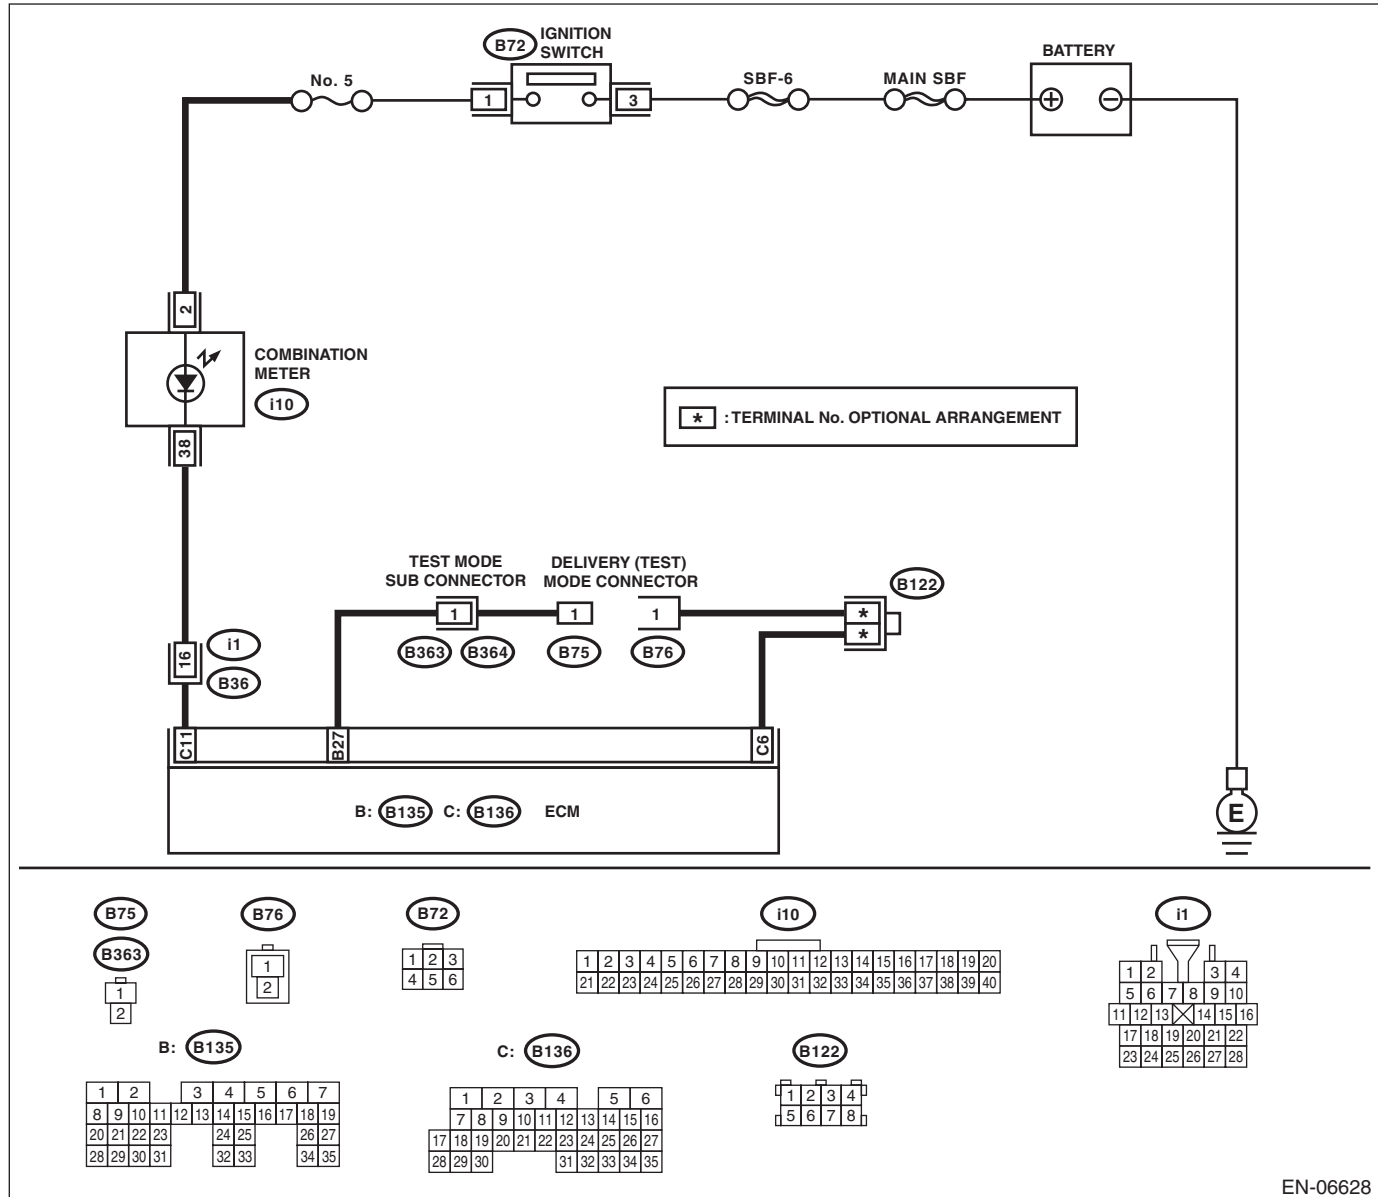 B72
IGNITION
SWITCH
No. 5
1
3
SBF-6
MAIN SBF
BATTERY
2
COMBINATION
METER
i10
38
* : TERMINAL No. OPTIONAL ARRANGEMENT
TEST MODE
SUB CONNECTOR
DELIVERY (TEST)
MODE CONNECTOR
B122
1
1
1
*
*
B363
B364
B75
B76
16
i1
B36
C11
B27
C6
B: B135 C: B136 ECM
E
B75
B363
1
2
B76
1
2
B72
1 2 3
4 5 6
i10
1 2 3 4 5 6 7 8 9 10 11 12 13 14 15 16 17 18 19 20
21 22 23 24 25 26 27 28 29 30 31 32 33 34 35 36 37 38 39 40
i1
1 2 3 4
5 6 7 8 9 10
11 12 13 14 15 16
17 18 19 20 21 22
23 24 25 26 27 28
B: B135
1 2 3 4 5 6 7
8 9 10 11 12 13 14 15 16 17 18 19
20 21 22 23 24 25 26 27
28 29 30 31 32 33 34 35
C: B136
1 2 3 4 5 6
7 8 9 10 11 12 13 14 15 16
17 18 19 20 21 22 23 24 25 26 27
28 29 30 31 32 33 34 35
B122
1 2 3 4
5 6 7 8
EN-06628